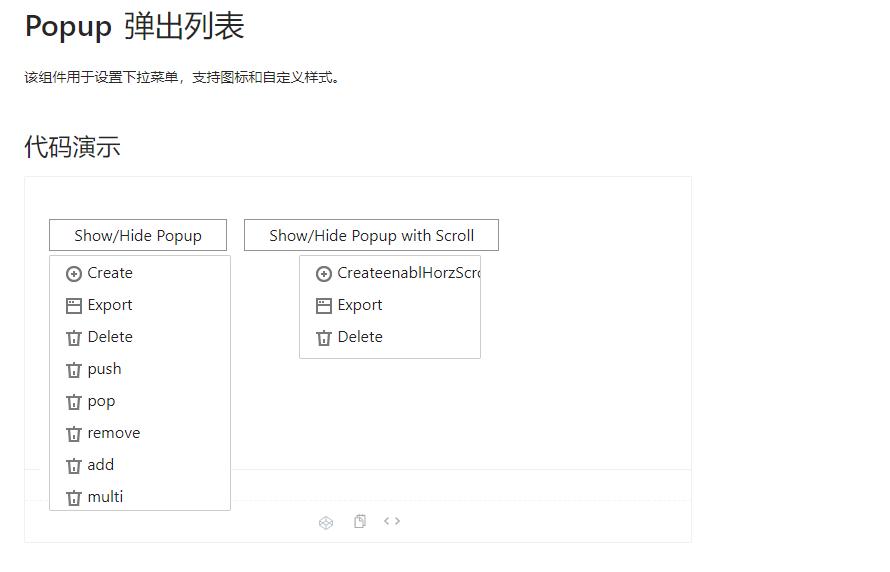 Popup 弹出列表
该组件用于设置下拉菜单，支持图标和自定义样式。
代码演示
Show/Hide Popup
Show/Hide Popup with Scroll
Create
Export
Delete
push
pop
remove
add
multi
CreateenablHorzScro
Export
Delete